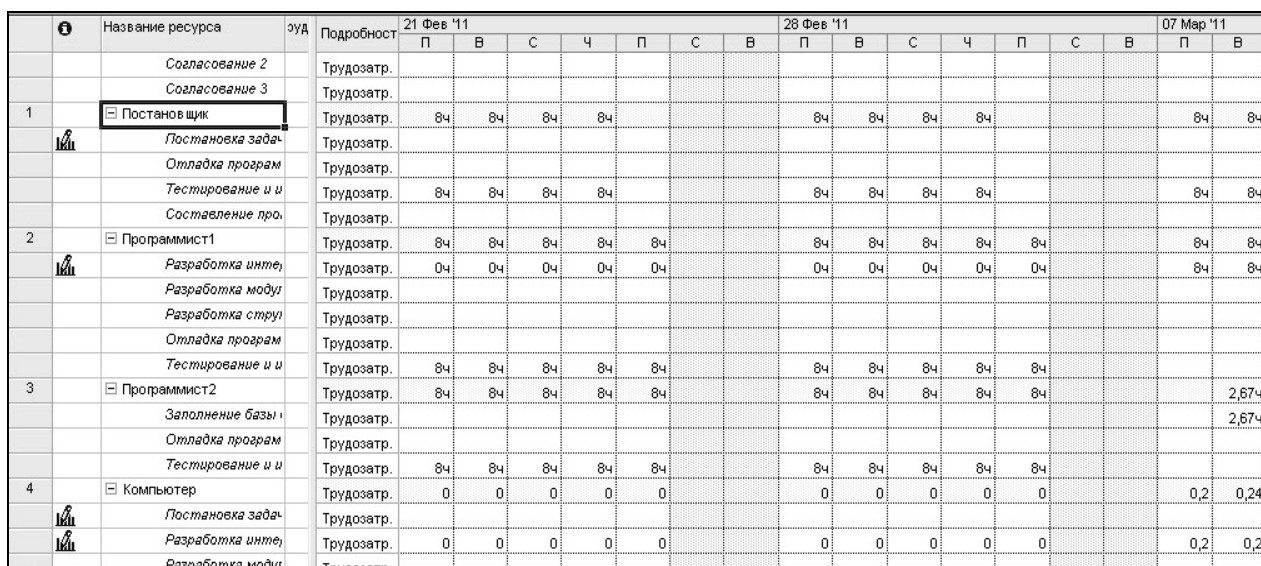 Название ресурса руд Подробност 21 Фев '11 28 Фев '11 07 Мар '11
П В С Ч П С В П В С Ч П С В П В
Согласование 2 Трудозатр.
Согласование 3 Трудозатр.
1 Постановщик Трудозатр. 8ч 8ч 8ч 8ч 8ч 8ч 8ч 8ч 8ч 8ч
Постановка задач Трудозатр.
Отладка програм Трудозатр.
Тестирование и и Трудозатр. 8ч 8ч 8ч 8ч 8ч 8ч 8ч 8ч 8ч 8ч
Составление про Трудозатр.
2 Программист1 Трудозатр. 8ч 8ч 8ч 8ч 8ч 8ч 8ч 8ч 8ч 8ч 8ч 8ч
Разработка инте Трудозатр. 0ч 0ч 0ч 0ч 0ч 0ч 0ч 0ч 0ч 0ч 8ч 8ч
Разработка модул Трудозатр.
Разработка струк Трудозатр.
Отладка програм Трудозатр.
Тестирование и и Трудозатр. 8ч 8ч 8ч 8ч 8ч 8ч 8ч 8ч 8ч 8ч
3 Программист2 Трудозатр. 8ч 8ч 8ч 8ч 8ч 8ч 8ч 8ч 8ч 8ч 2,67ч
Заполнение базы Трудозатр. 2,67ч
Отладка програм Трудозатр.
Тестирование и и Трудозатр. 8ч 8ч 8ч 8ч 8ч 8ч 8ч 8ч 8ч 8ч
4 Компьютер Трудозатр. 0 0 0 0 0 0 0 0 0 0 0,2 0,24
Постановка задач Трудозатр.
Разработка инте Трудозатр. 0 0 0 0 0 0 0 0 0 0 0,2 0,2
Разработка модул